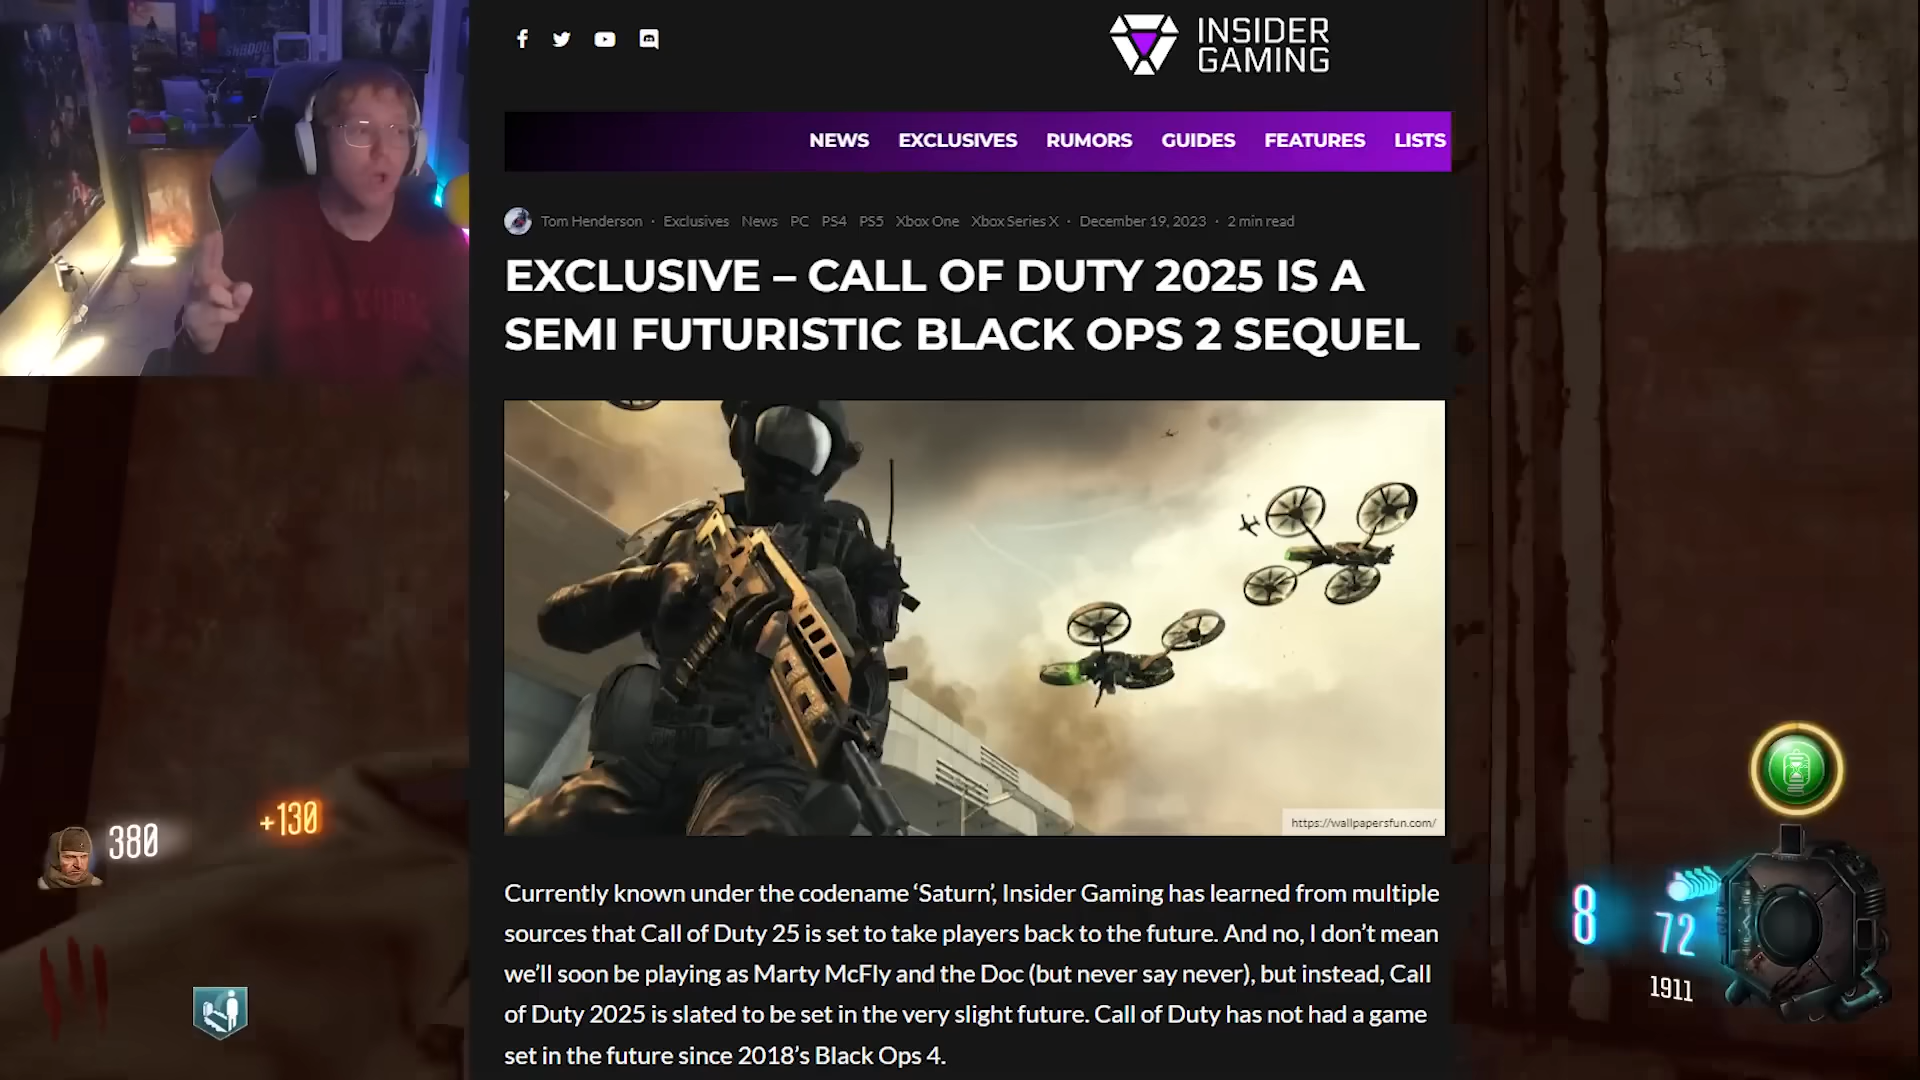 INSIDER
GAMING
NEWS EXCLUSIVES RUMORS GUIDES FEATURES LISTS
Tom Henderson · Exclusives News PC PS4 PS5 Xbox One Xbox Series X · December 19, 2023 · 2 min read
EXCLUSIVE – CALL OF DUTY 2025 IS A
SEMI FUTURISTIC BLACK OPS 2 SEQUEL
https://wallpapersfun.com/
Currently known under the codename ‘Saturn’, Insider Gaming has learned from multiple
sources that Call of Duty 25 is set to take players back to the future. And no, I don’t mean
we’ll soon be playing as Marty McFly and the Doc (but never say never), but instead, Call
of Duty 2025 is slated to be set in the very slight future. Call of Duty has not had a game
set in the future since 2018’s Black Ops 4.
380
+130
8
72
1911